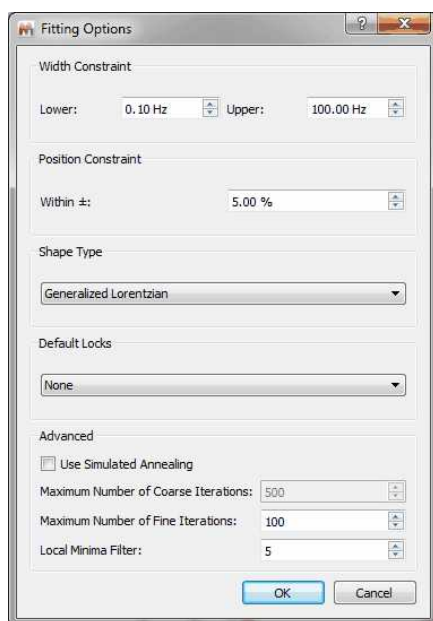 Fitting Options
Width Constraint
Lower: 0.10 Hz Upper: 100.00 Hz
Position Constraint
Within ±: 5.00 %
Shape Type
Generalized Lorentzian
Default Locks
None
Advanced
Use Simulated Annealing
Maximum Number of Coarse Iterations: 500
Maximum Number of Fine Iterations: 100
Local Minima Filter: 5
OK Cancel